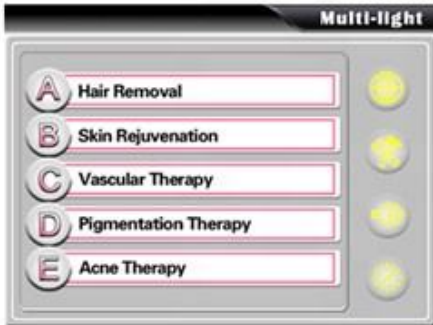 Multi-light
A Hair Removal
B Skin Rejuvenation
C Vascular Therapy
D Pigmentation Therapy
E Acne Therapy